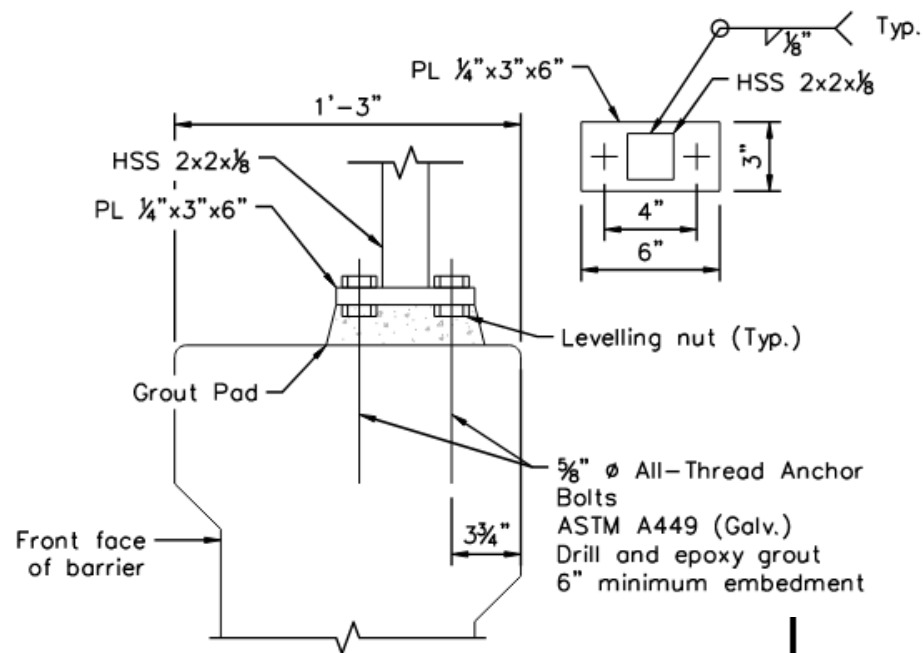 ⅛" Typ.
PL ¼"x3"x6"
HSS 2x2x⅛
1'-3"
3"
HSS 2x2x⅛
PL ¼"x3"x6"
4"
6"
Levelling nut (Typ.)
Grout Pad
⅝" ø All-Thread Anchor
Bolts
ASTM A449 (Galv.)
Drill and epoxy grout
6" minimum embedment
3¾"
Front face
of barrier